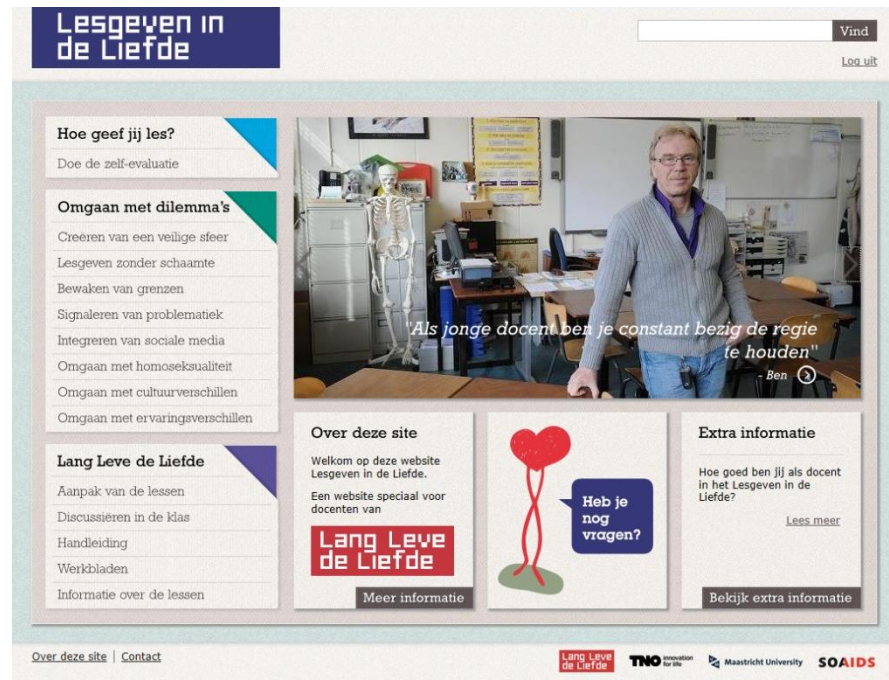 Lesgeven in
de Liefde
Vind
Log uit
Hoe geef jij les?
Doe de zelf-evaluatie
Omgaan met dilemma's
Creëren van een veilige sfeer
Lesgeven zonder schaamte
Bewaken van grenzen
Signaleren van problematiek
Integreren van sociale media
Omgaan met homoseksualiteit
Omgaan met cultuurverschillen
Omgaan met ervaringsverschillen
Lang Leve de Liefde
Aanpak van de lessen
Discussiëren in de klas
Handleiding
Werkbladen
Informatie over de lessen
"Als jonge docent ben je constant bezig de regie
te houden"
- Ben
Over deze site
Welkom op deze website
Lesgeven in de Liefde.
Een website speciaal voor
docenten van
Lang Leve
de Liefde
Meer informatie
Heb je
nog
vragen?
Extra informatie
Hoe goed ben jij als docent
in het Lesgeven in de
Liefde?
Lees meer
Bekijk extra informatie
Over deze site | Contact
Lang Leve
de Liefde
TNO innovation
for life
Maastricht University
SOAIDS